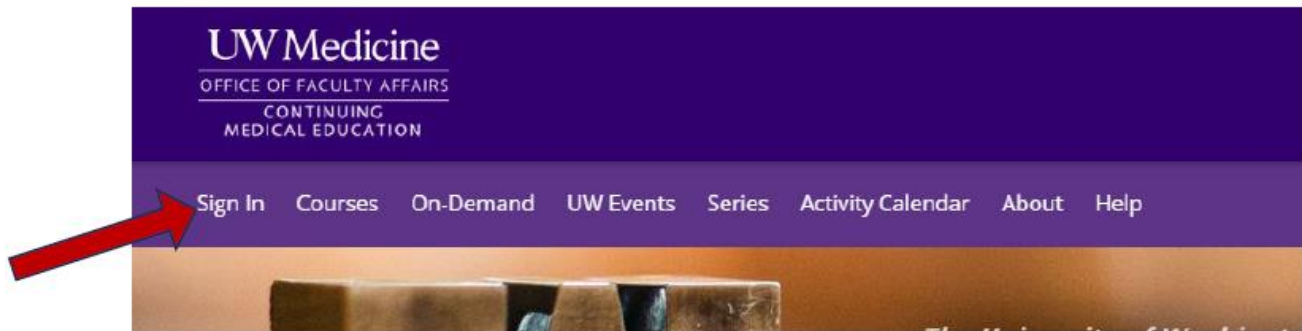 UW Medicine
OFFICE OF FACULTY AFFAIRS
CONTINUING
MEDICAL EDUCATION
Sign In Courses On-Demand UW Events Series Activity Calendar About Help